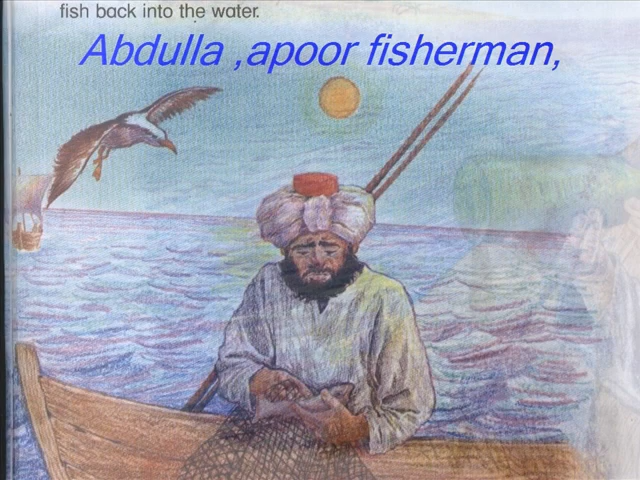 fish back into the water.
Abdulla ,apoor fisherman,